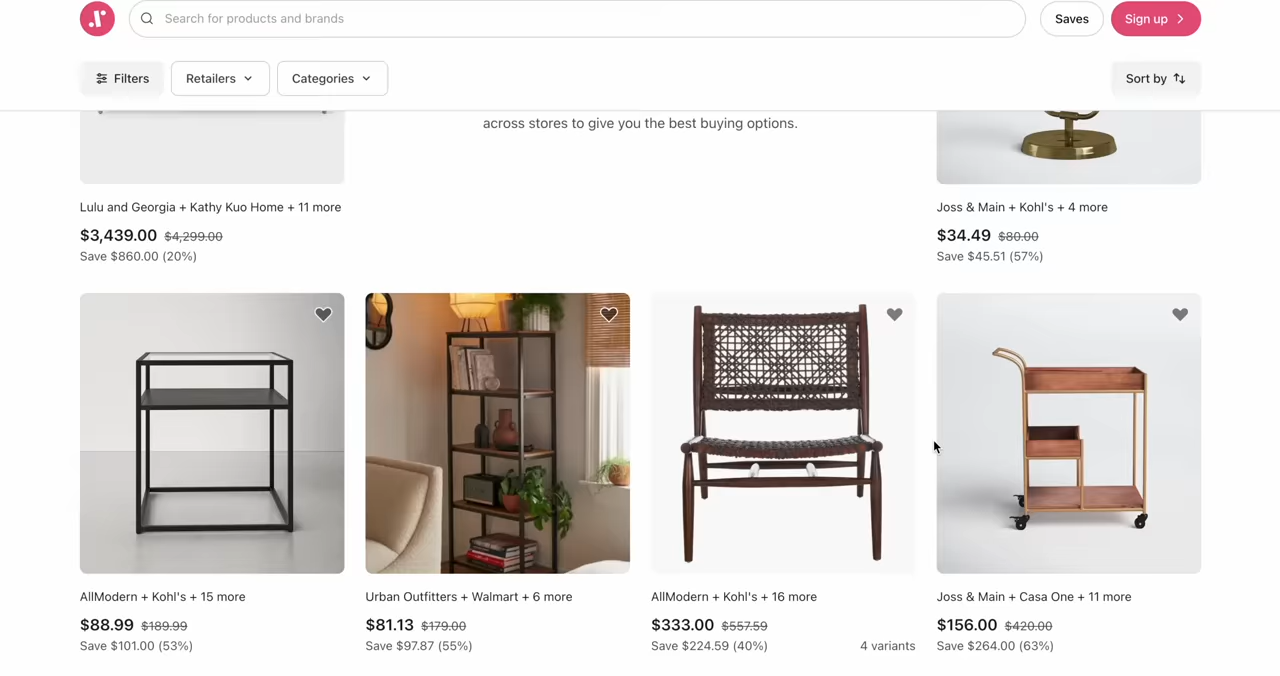 Search for products and brands
Saves
Sign up
Filters
Retailers
Categories
Sort by
across stores to give you the best buying options.
Lulu and Georgia + Kathy Kuo Home + 11 more
$3,439.00 $4,299.00
Save $860.00 (20%)
Joss & Main + Kohl's + 4 more
$34.49 $80.00
Save $45.51 (57%)
AllModern + Kohl's + 15 more
$88.99 $189.99
Save $101.00 (53%)
Urban Outfitters + Walmart + 6 more
$81.13 $179.00
Save $97.87 (55%)
AllModern + Kohl's + 16 more
$333.00 $557.59
Save $224.59 (40%) 4 variants
Joss & Main + Casa One + 11 more
$156.00 $420.00
Save $264.00 (63%)